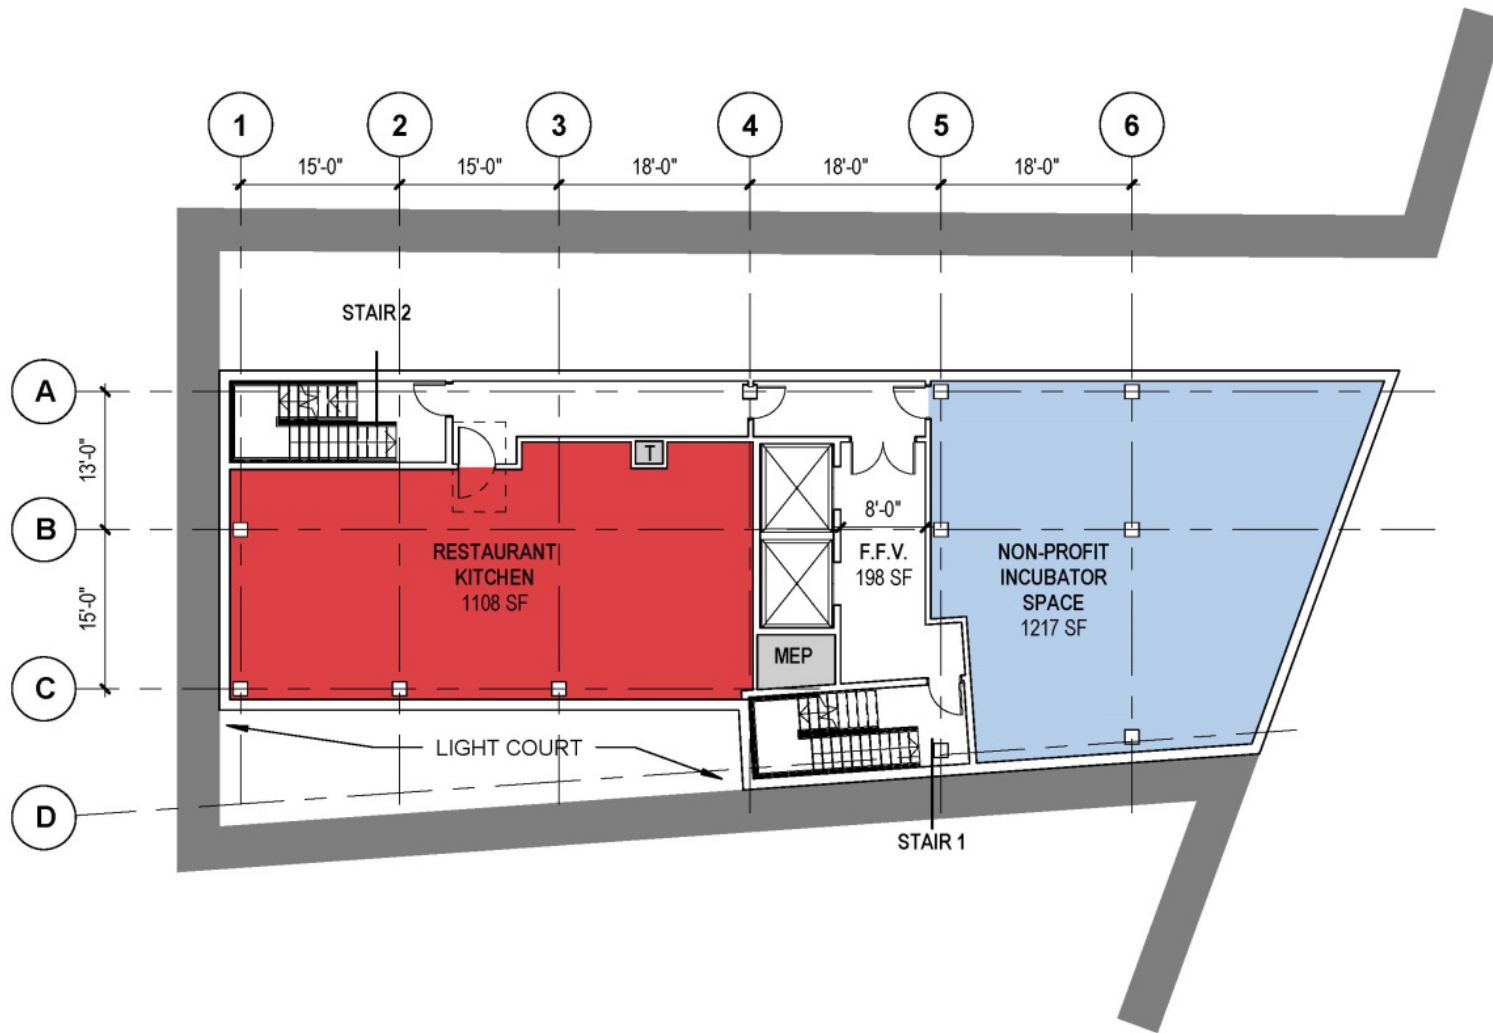 1
2
3
4
5
6
15'-0"
15'-0"
18'-0"
18'-0"
18'-0"
STAIR 2
A
13'-0"
T
B
8'-0"
RESTAURANT
KITCHEN
1108 SF
F.F.V.
198 SF
NON-PROFIT
INCUBATOR
SPACE
1217 SF
15'-0"
MEP
C
LIGHT COURT
D
STAIR 1